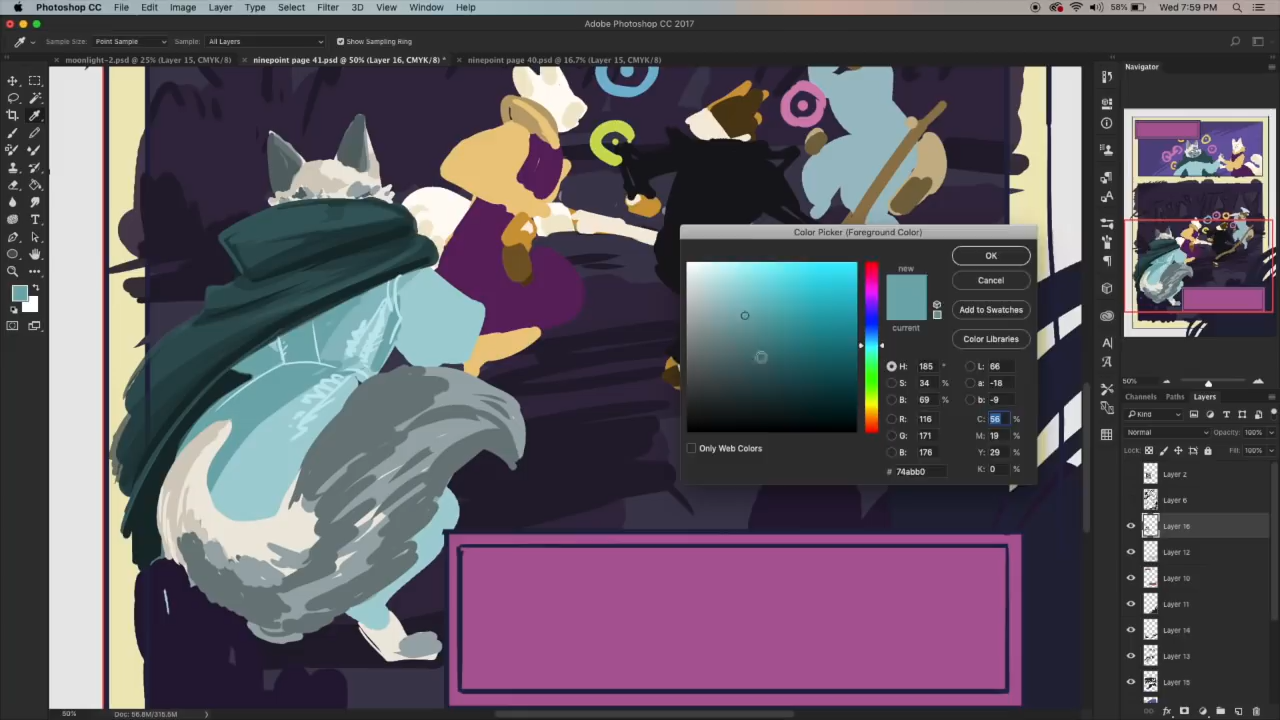 Photoshop CC File Edit Image Layer Type Select Filter 3D View Window Help 58% Wed 7:59 PM
Adobe Photoshop CC 2017
Sample Size: Point Sample Sample: All Layers Show Sampling Ring
moonlight-2.psd @ 25% (Layer 15, CMYK/8) ninepoint page 41.psd @ 50% (Layer 16, CMYK/8) * ninepoint page 40.psd @ 16.7% (Layer 15, CMYK/8)
Navigator
50%
Color Picker (Foreground Color)
new
current
OK
Cancel
Add to Swatches
Color Libraries
H: 185 ° L: 66
S: 34 % a: -18
B: 69 % b: -9
R: 116 C: 56 %
G: 171 M: 19 %
B: 176 Y: 29 %
# 74abb0 K: 0 %
Only Web Colors
Channels Paths Layers
Kind
Normal Opacity: 100%
Lock: Fill: 100%
Layer 2
Layer 6
Layer 16
Layer 12
Layer 10
Layer 11
Layer 14
Layer 13
Layer 15
50% Doc: 56.8M/315.5M